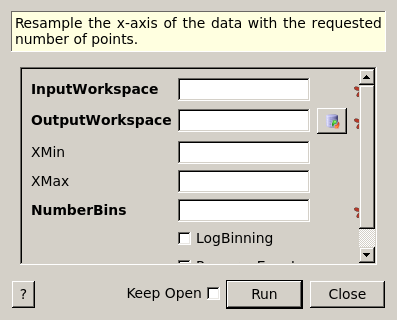 Resample the x-axis of the data with the requested
number of points.
InputWorkspace
OutputWorkspace
XMin
XMax
NumberBins
LogBinning
? Keep Open Run Close